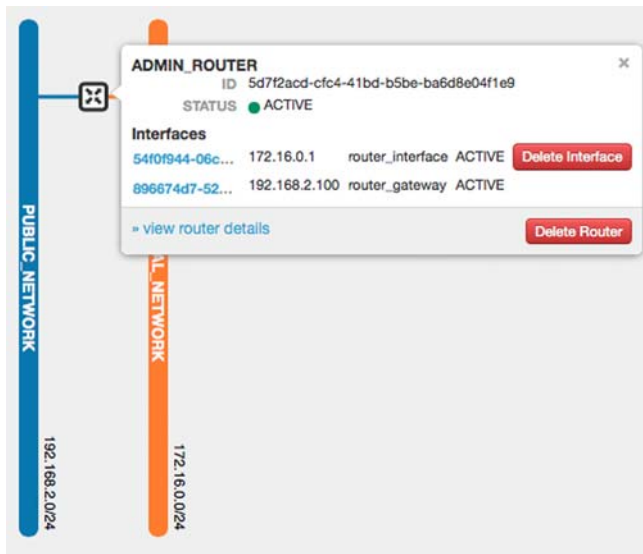 ADMIN_ROUTER
ID 5d7f2acd-cfc4-41bd-b5be-ba6d8e04f1e9
STATUS ACTIVE
Interfaces
54f0f944-06c... 172.16.0.1 router_interface ACTIVE Delete Interface
896674d7-52... 192.168.2.100 router_gateway ACTIVE
» view router details Delete Router
PUBLIC_NETWORK
192.168.2.0/24
AL_NETWORK
172.16.0.0/24